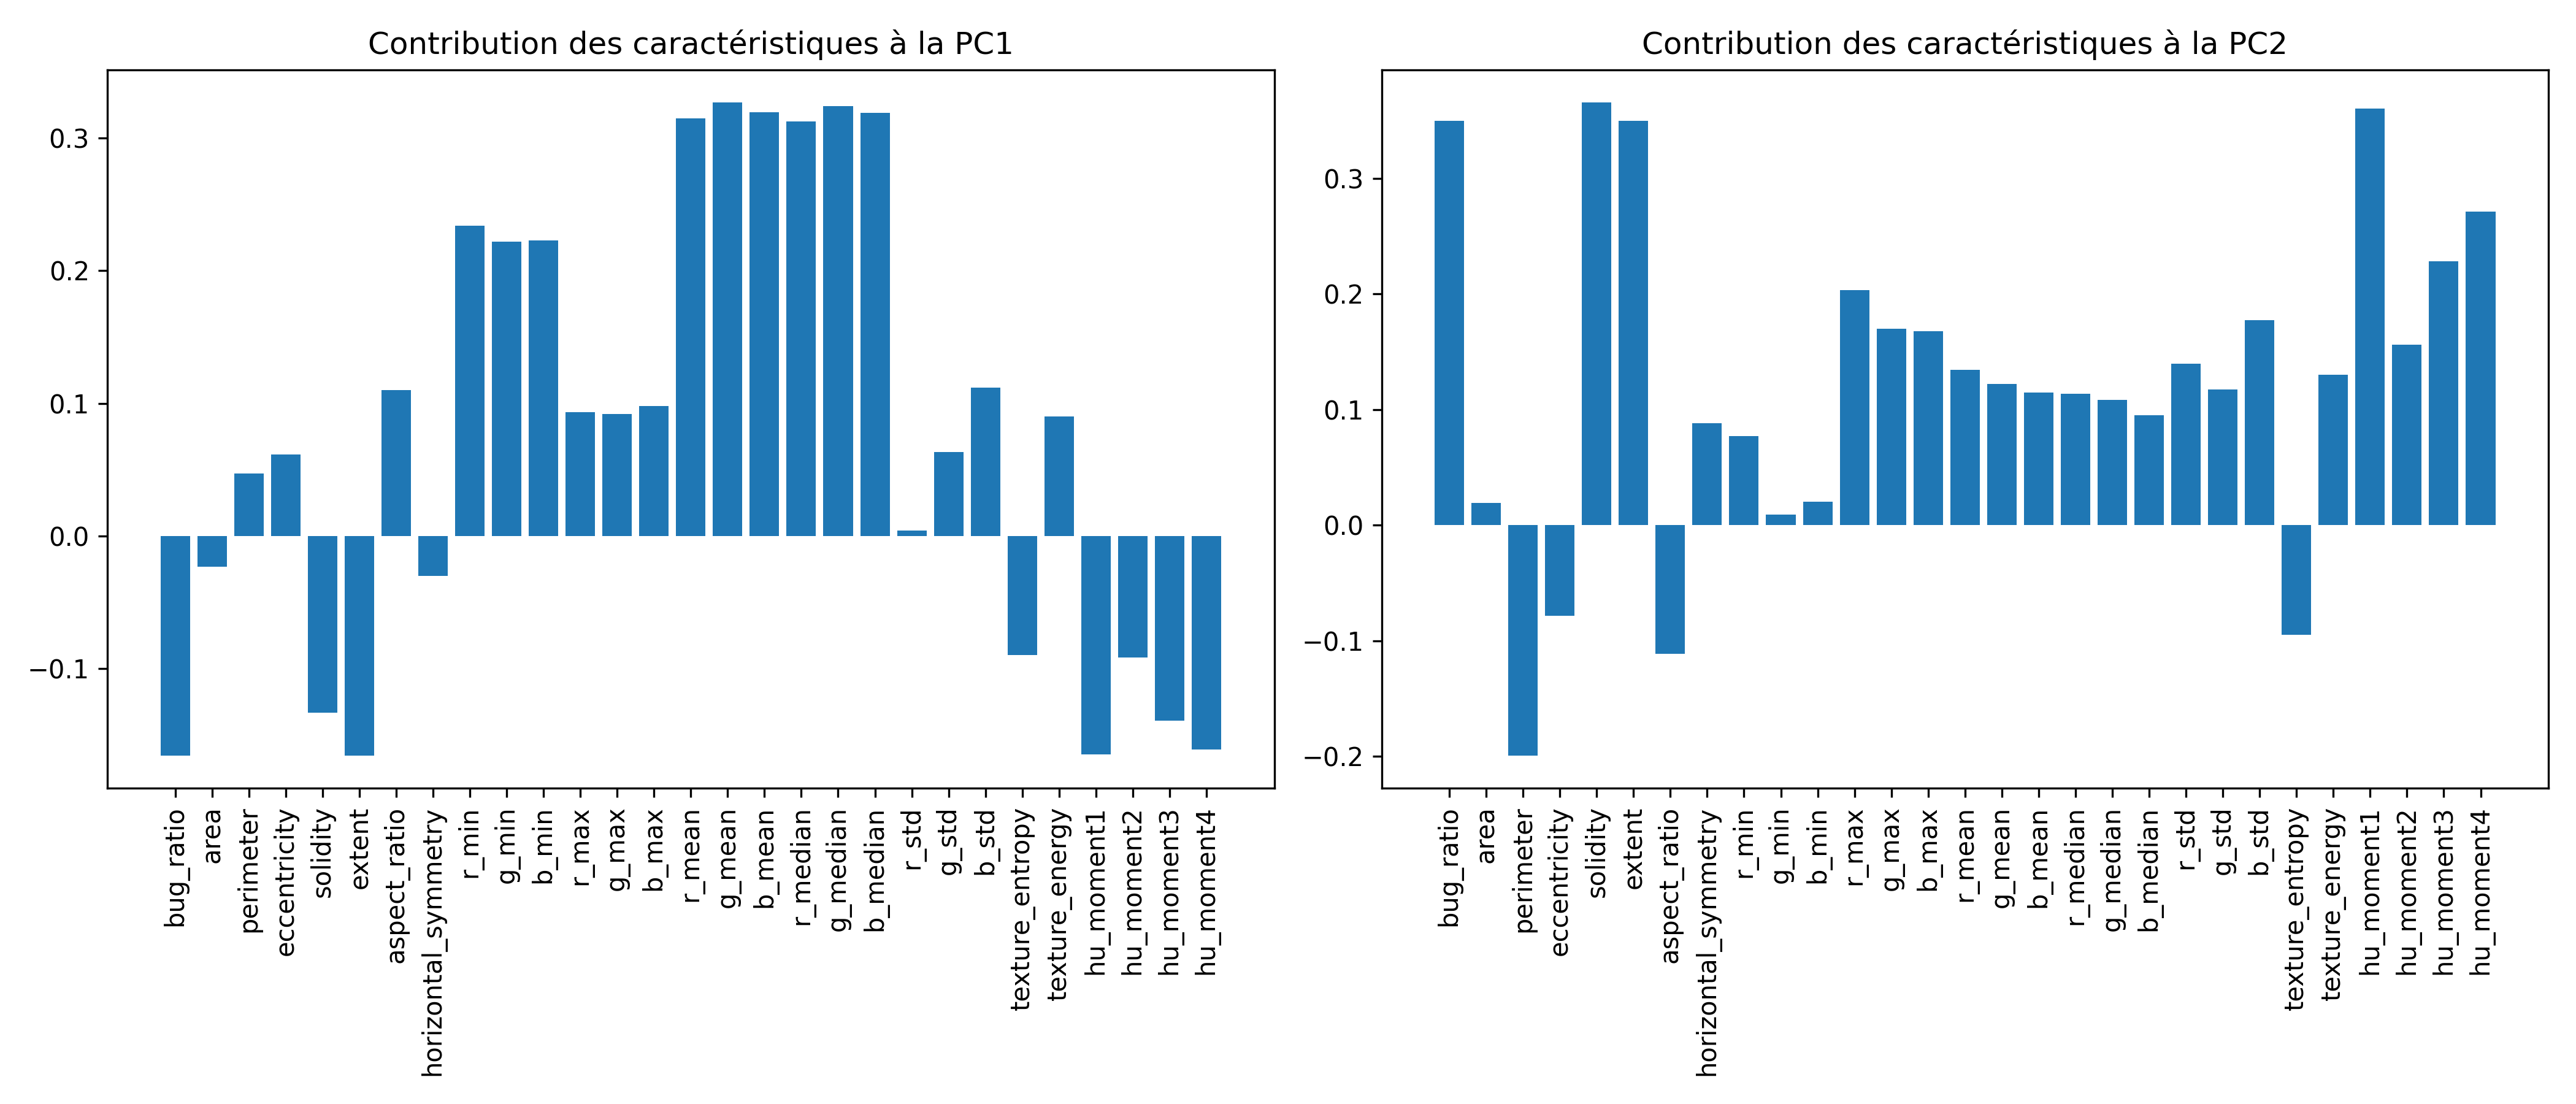 Contribution des caractéristiques à la PC1
0.3
0.2
0.1
0.0
−0.1
bug_ratio
area
perimeter
eccentricity
solidity
extent
aspect_ratio
horizontal_symmetry
r_min
g_min
b_min
r_max
g_max
b_max
r_mean
g_mean
b_mean
r_median
g_median
b_median
r_std
g_std
b_std
texture_entropy
texture_energy
hu_moment1
hu_moment2
hu_moment3
hu_moment4
Contribution des caractéristiques à la PC2
0.3
0.2
0.1
0.0
−0.1
−0.2
bug_ratio
area
perimeter
eccentricity
solidity
extent
aspect_ratio
horizontal_symmetry
r_min
g_min
b_min
r_max
g_max
b_max
r_mean
g_mean
b_mean
r_median
g_median
b_median
r_std
g_std
b_std
texture_entropy
texture_energy
hu_moment1
hu_moment2
hu_moment3
hu_moment4